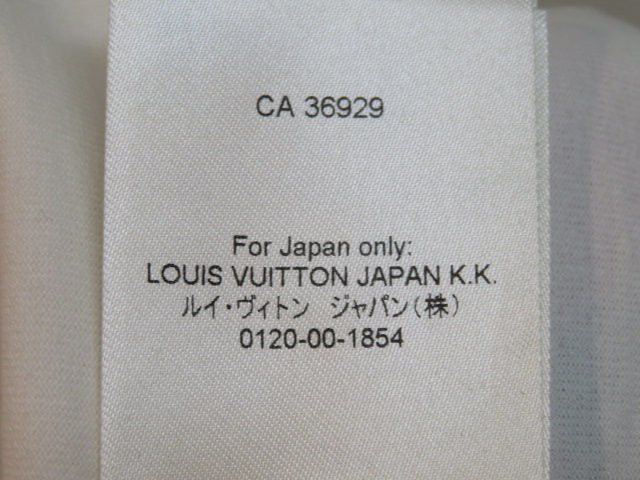 CA 36929
For Japan only:
LOUIS VUITTON JAPAN K.K.
ルイ・ヴィトン　ジャパン（株）
0120-00-1854